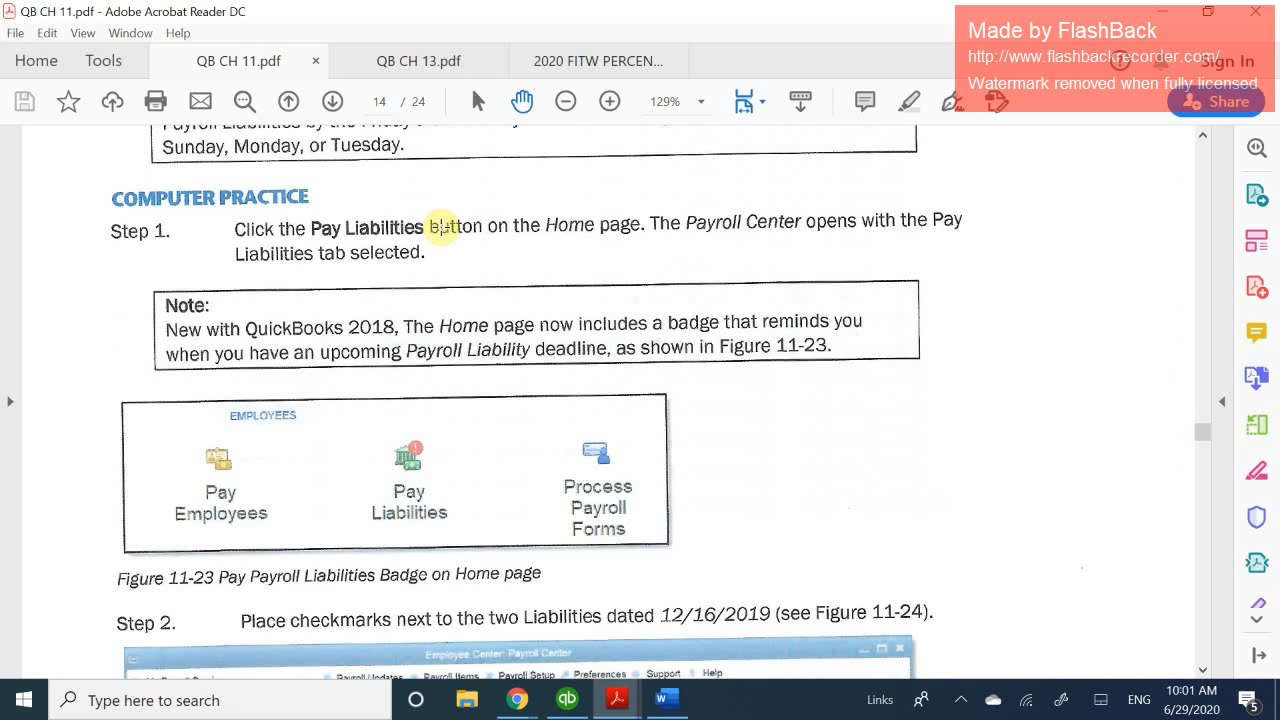 QB CH 11.pdf - Adobe Acrobat Reader DC
Made by FlashBack
http://www.flashbackrecorder.com/
Watermark removed when fully licensed
File Edit View Window Help
Home Tools QB CH 11.pdf × QB CH 13.pdf 2020 FITW PERCEN... Sign In
14 / 24 129% Share
Payroll Liabilities by the Friday
Sunday, Monday, or Tuesday.
COMPUTER PRACTICE
Step 1. Click the Pay Liabilities button on the Home page. The Payroll Center opens with the Pay
Liabilities tab selected.
Note:
New with QuickBooks 2018, The Home page now includes a badge that reminds you
when you have an upcoming Payroll Liability deadline, as shown in Figure 11-23.
EMPLOYEES
Pay
Employees
Pay
Liabilities
Process
Payroll
Forms
Figure 11-23 Pay Payroll Liabilities Badge on Home page
Step 2. Place checkmarks next to the two Liabilities dated 12/16/2019 (see Figure 11-24).
Employee Center: Payroll Center
Payroll Updates Payroll Items Payroll Setup Preferences Support Help
Type here to search
Links
ENG
10:01 AM
6/29/2020
5